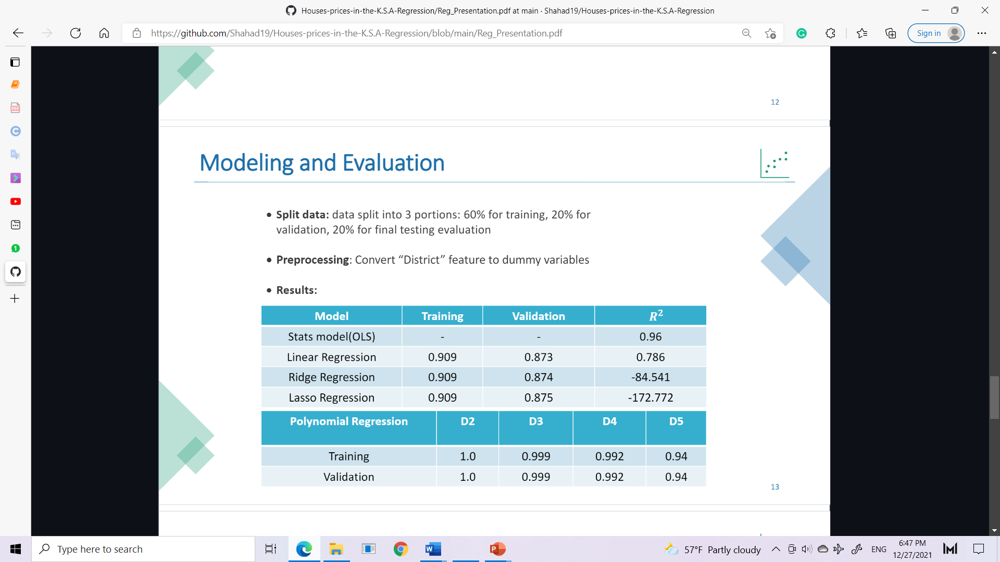 Houses-prices-in-the-K.S.A-Regression/Reg_Presentation.pdf at main · Shahad19/Houses-prices-in-the-K.S.A-Regression
https://github.com/Shahad19/Houses-prices-in-the-K.S.A-Regression/blob/main/Reg_Presentation.pdf
Sign in
12
Modeling and Evaluation
• Split data: data split into 3 portions: 60% for training, 20% for
validation, 20% for final testing evaluation
• Preprocessing: Convert “District” feature to dummy variables
• Results:
Model Training Validation R²
Stats model(OLS) - - 0.96
Linear Regression 0.909 0.873 0.786
Ridge Regression 0.909 0.874 -84.541
Lasso Regression 0.909 0.875 -172.772
Polynomial Regression D2 D3 D4 D5
Training 1.0 0.999 0.992 0.94
Validation 1.0 0.999 0.992 0.94
13
Type here to search
57°F Partly cloudy
ENG
6:47 PM
12/27/2021